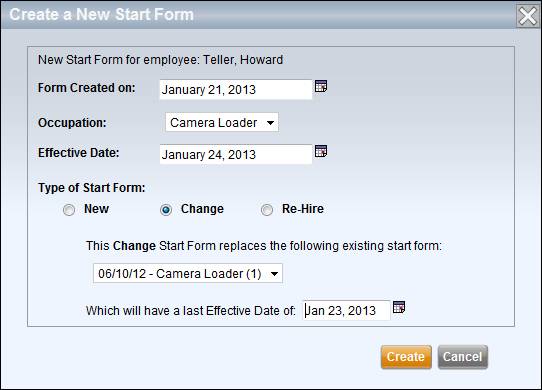 Create a New Start Form
New Start Form for employee: Teller, Howard
Form Created on: January 21, 2013
Occupation: Camera Loader
Effective Date: January 24, 2013
Type of Start Form:
New Change Re-Hire
This Change Start Form replaces the following existing start form:
06/10/12 - Camera Loader (1)
Which will have a last Effective Date of: Jan 23, 2013
Create Cancel